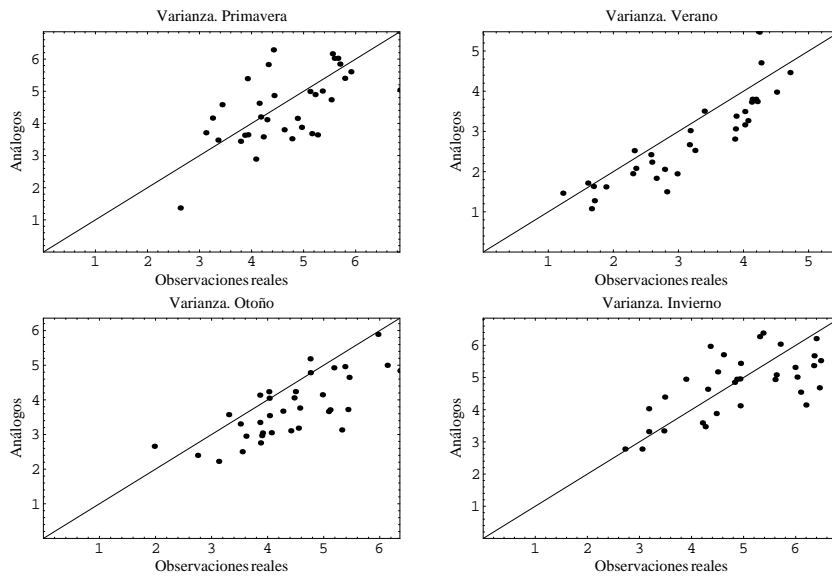 Varianza. Primavera
6
5
4
3
2
1
Análogos
1 2 3 4 5 6
Observaciones reales
Varianza. Verano
5
4
3
2
1
Análogos
1 2 3 4 5
Observaciones reales
Varianza. Otoño
6
5
4
3
2
1
Análogos
1 2 3 4 5 6
Observaciones reales
Varianza. Invierno
6
5
4
3
2
1
Análogos
1 2 3 4 5 6
Observaciones reales